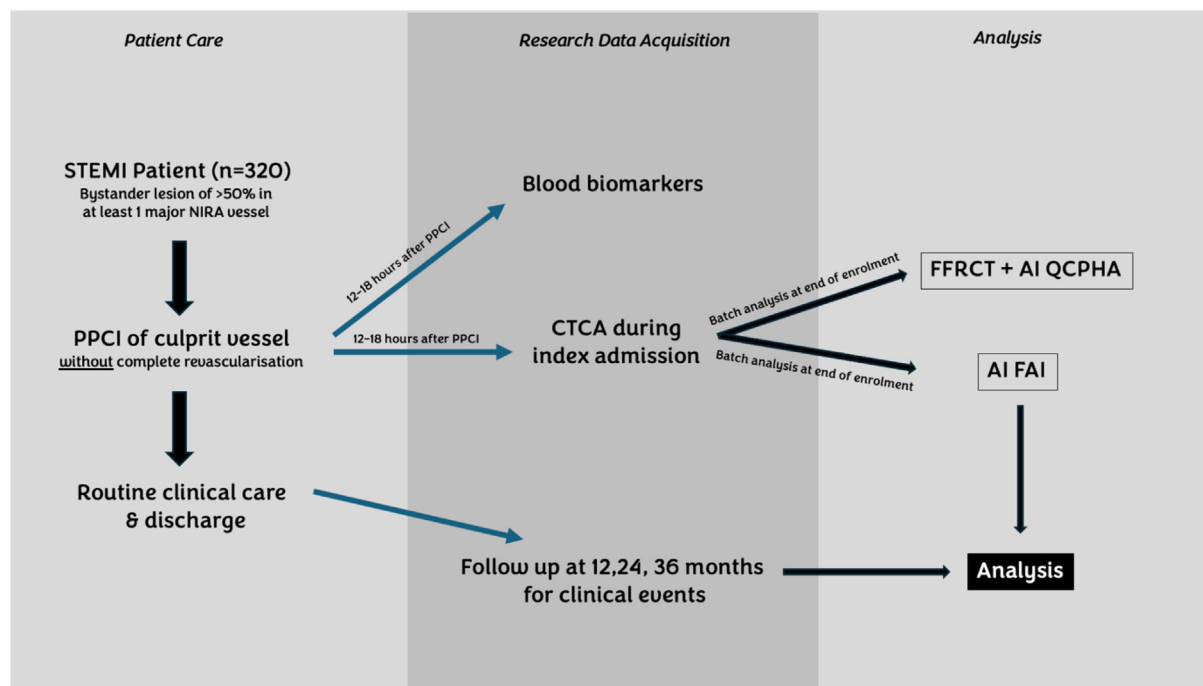 Patient Care
Research Data Acquisition
Analysis
STEMI Patient (n=320)
Bystander lesion of >50% in
at least 1 major NIRA vessel
Blood biomarkers
12-18 hours after PPCI
PPCI of culprit vessel
without complete revascularisation
12-18 hours after PPCI
CTCA during
index admission
Batch analysis at end of enrolment
FFRCT + AI QCPHA
Batch analysis at end of enrolment
AI FAI
Routine clinical care
& discharge
Follow up at 12,24, 36 months
for clinical events
Analysis